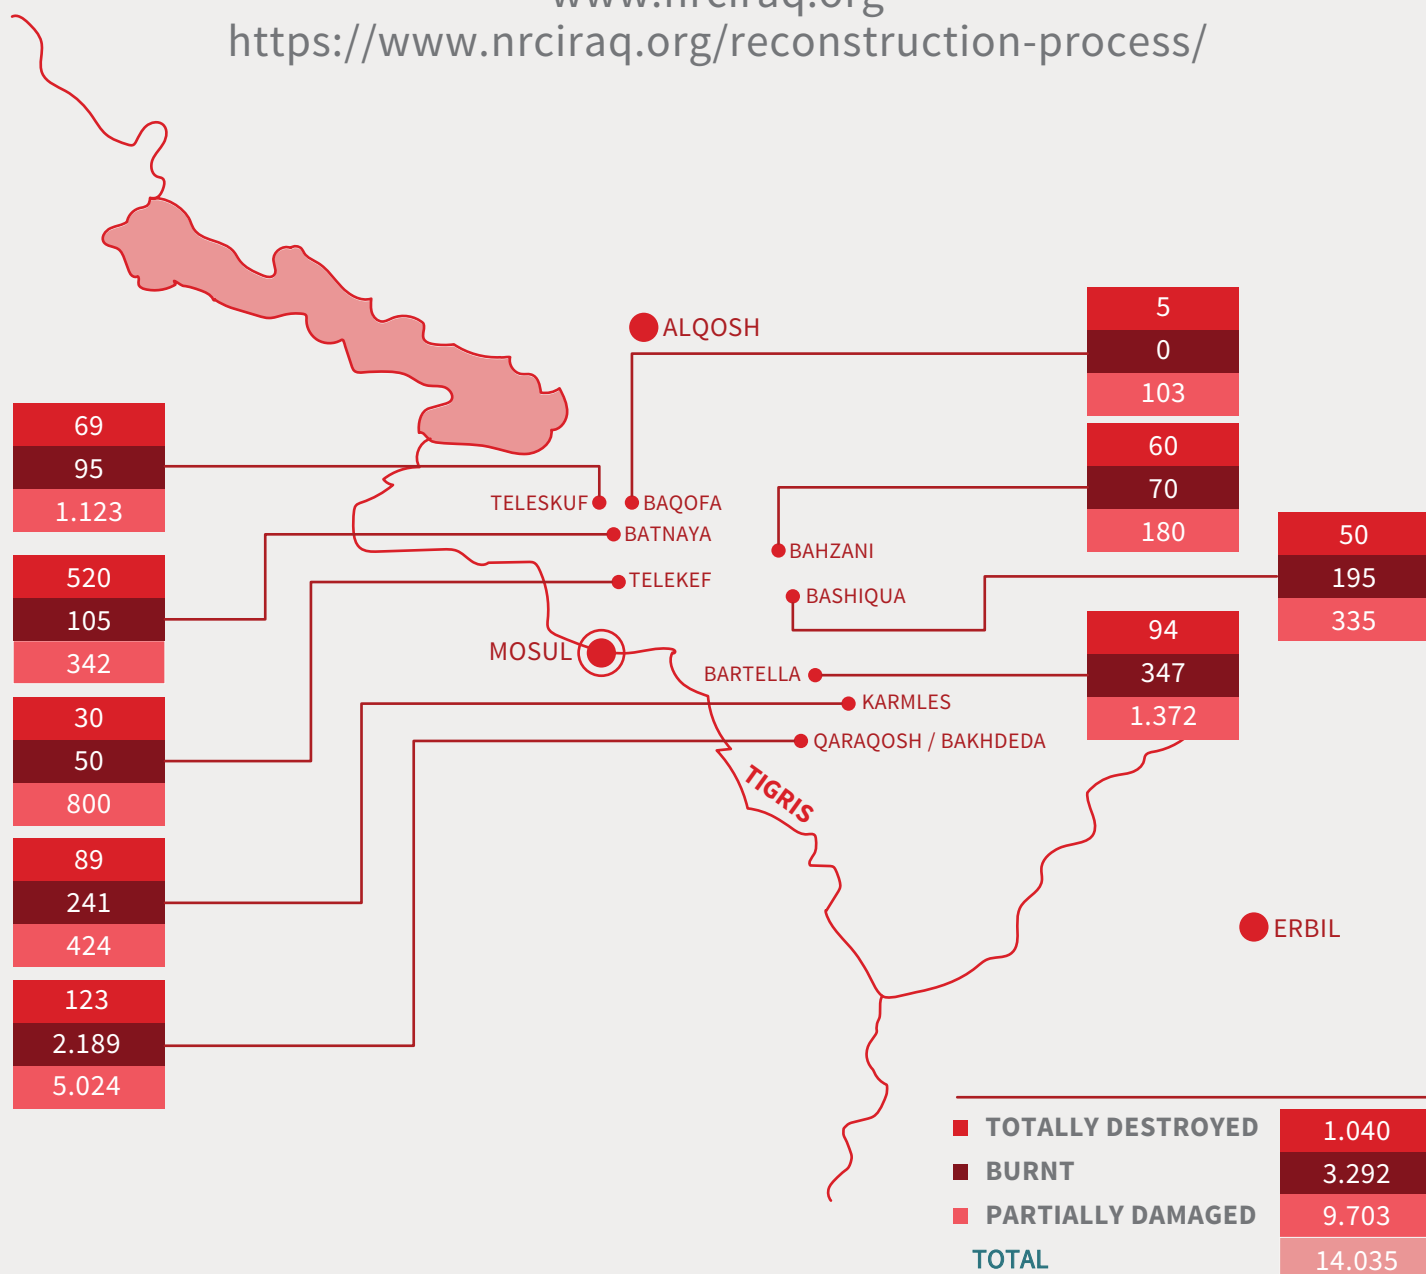 www.nrciraq.org
https://www.nrciraq.org/reconstruction-process/
ALQOSH
5
0
103
69
95
1.123
60
70
180
TELESKUF
BAQOFA
BATNAYA
BAHZANI
50
195
335
520
105
342
TELEKEF
BASHIQUA
94
347
1.372
MOSUL
BARTELLA
KARMLES
QARAQOSH / BAKHDEDA
30
50
800
TIGRIS
89
241
424
ERBIL
123
2.189
5.024
TOTALLY DESTROYED 1.040
BURNT 3.292
PARTIALLY DAMAGED 9.703
TOTAL 14.035